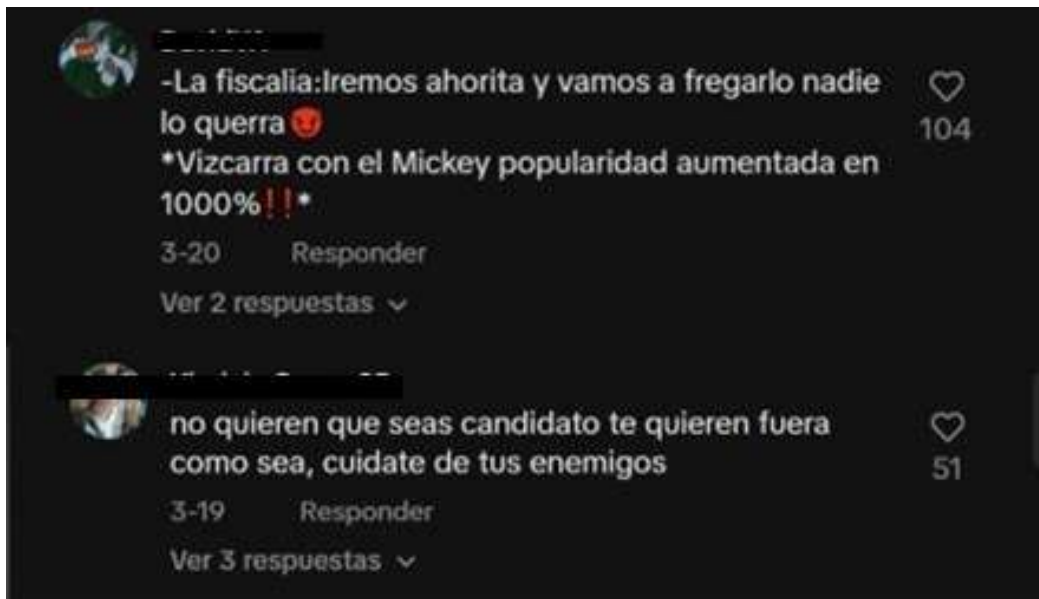 -La fiscalia:Iremos ahorita y vamos a fregarlo nadie
lo querra😡
104
*Vizcarra con el Mickey popularidad aumentada en
1000%❗❗*
3-20 Responder
Ver 2 respuestas
no quieren que seas candidato te quieren fuera
como sea, cuidate de tus enemigos
51
3-19 Responder
Ver 3 respuestas